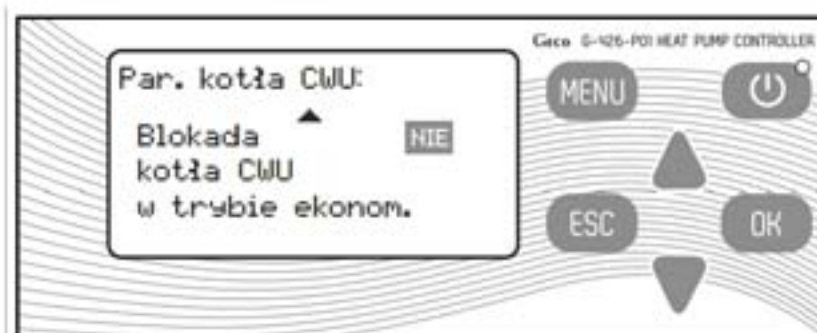 Geco G-426-P01 HEAT PUMP CONTROLLER
Par. kotła CWU:
Blokada NIE
kotła CWU
w trybie ekonom.
MENU
ESC
OK